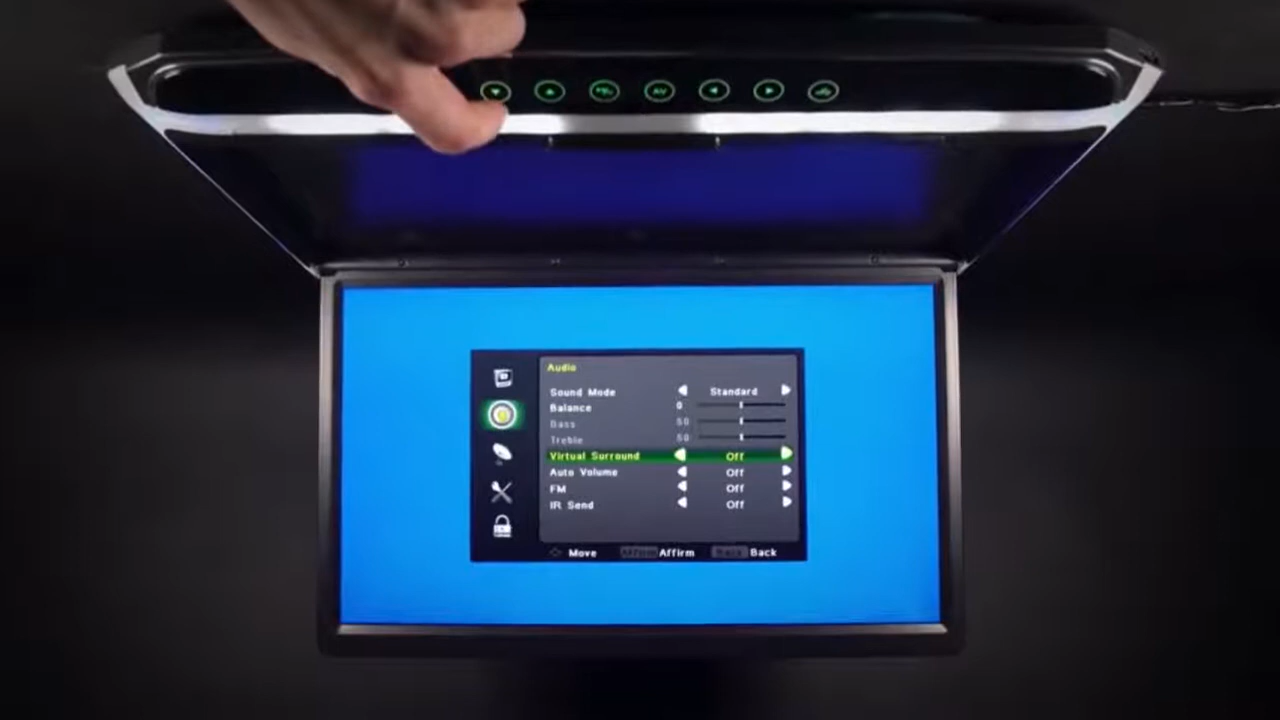 AV
Audio
Sound Mode Standard
Balance 0
Bass 50
Treble 50
Virtual Surround Off
Auto Volume Off
FM Off
IR Send Off
Move Affirm Back